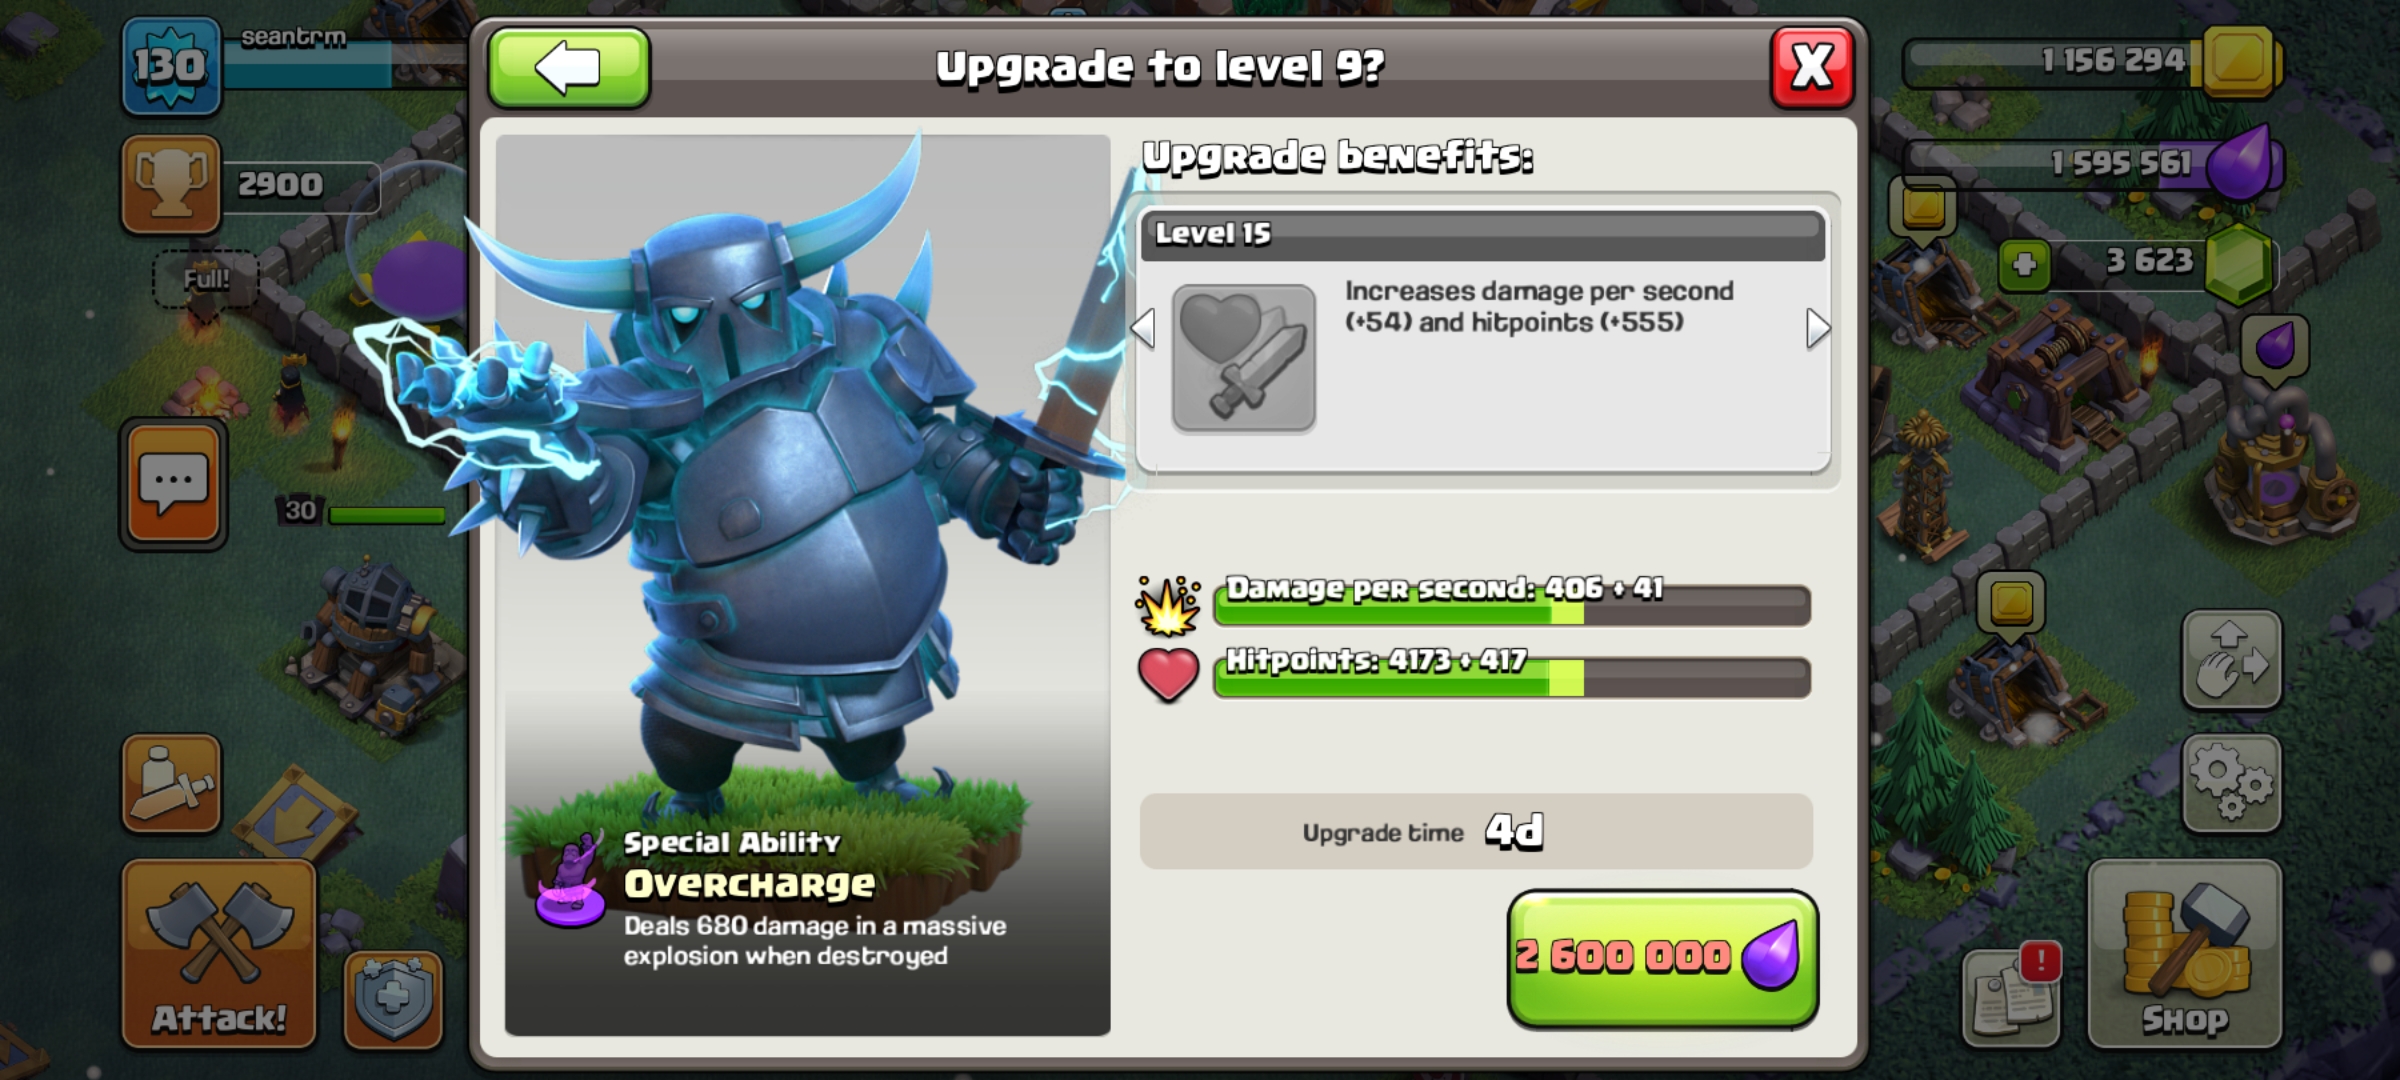 130
seantrm
2900
Full!
30
Attack!
Upgrade to level 9?
X
Special Ability
Overcharge
Deals 680 damage in a massive
explosion when destroyed
Upgrade benefits:
Level 15
Increases damage per second
(+54) and hitpoints (+555)
Damage per second: 406 + 41
Hitpoints: 4173 + 417
Upgrade time 4d
2 600 000
1 156 294
1 595 561
3 623
!
Shop